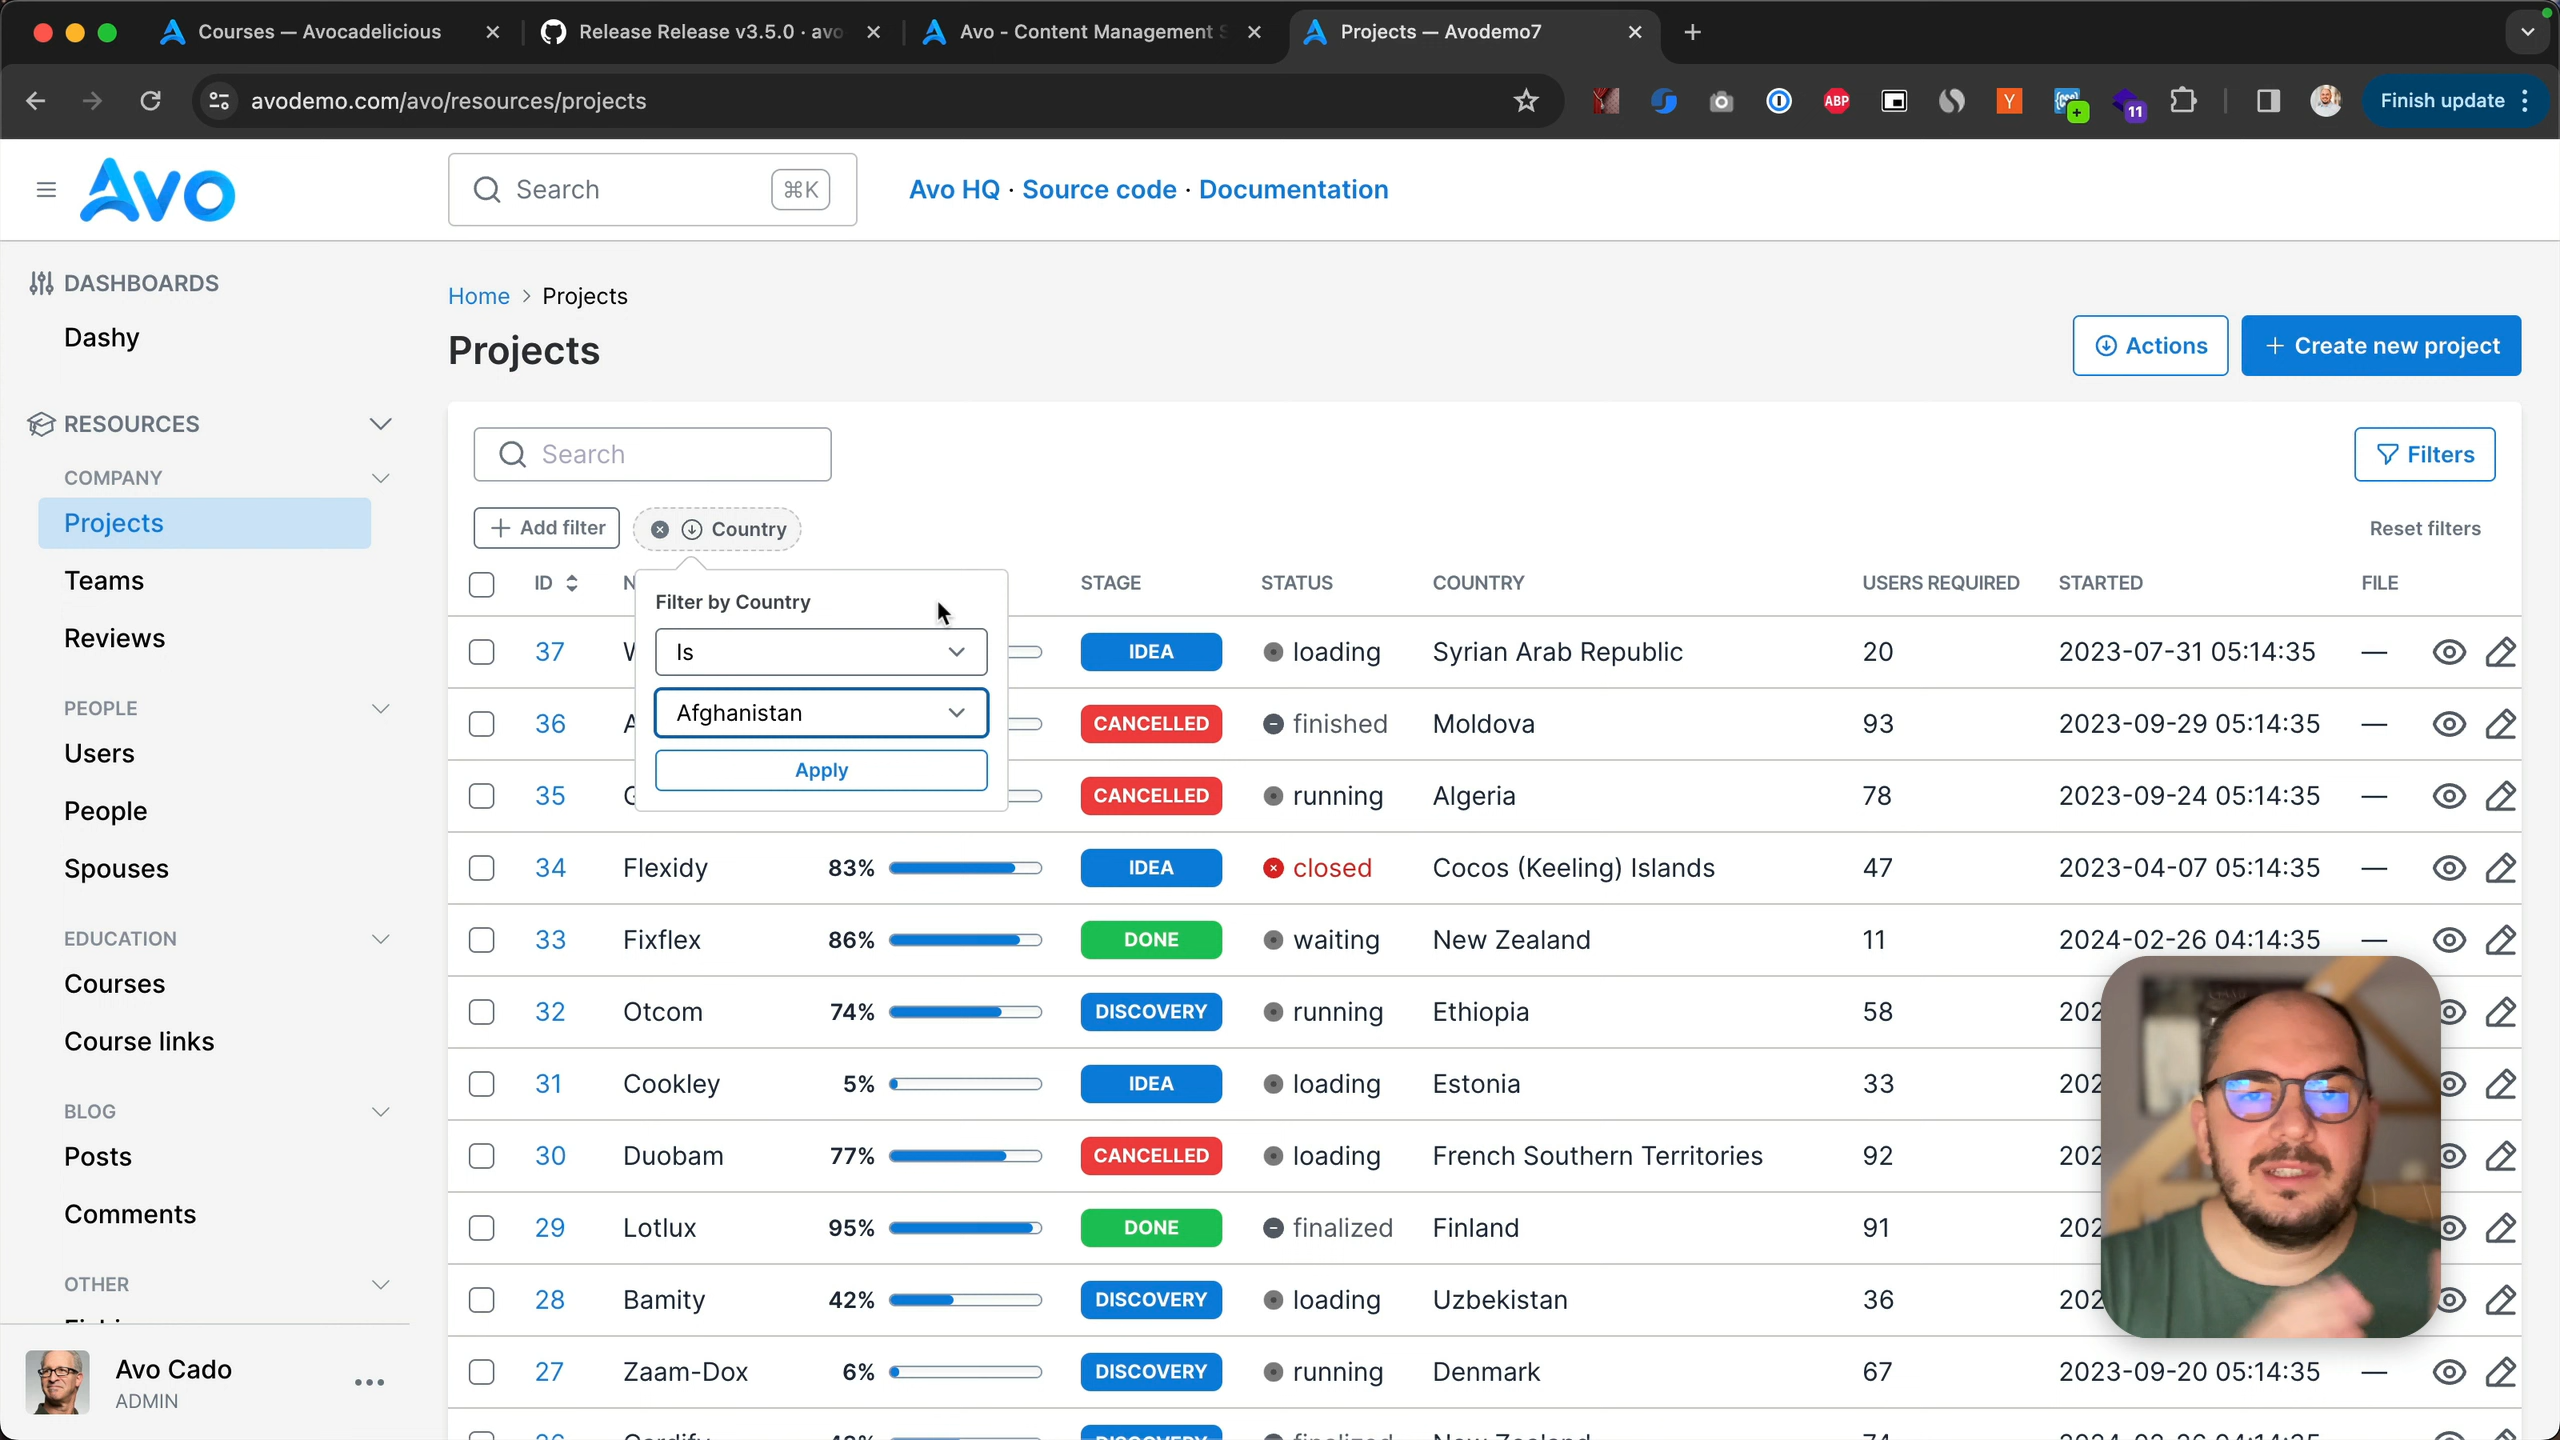 Courses — Avocadelicious
Release Release v3.5.0 · avo
Avo - Content Management S
Projects — Avodemo7
avodemo.com/avo/resources/projects
ABP
Y
11
Finish update
Avo
Search
⌘K
Avo HQ · Source code · Documentation
DASHBOARDS
Dashy
RESOURCES
COMPANY
Projects
Teams
Reviews
PEOPLE
Users
People
Spouses
EDUCATION
Courses
Course links
BLOG
Posts
Comments
OTHER
Avo Cado
ADMIN
Home > Projects
Projects
Actions
+ Create new project
Search
Filters
+ Add filter
Country
Reset filters
Filter by Country
Is
Afghanistan
Apply
ID STAGE STATUS COUNTRY USERS REQUIRED STARTED FILE
37 IDEA loading Syrian Arab Republic 20 2023-07-31 05:14:35 —
36 CANCELLED finished Moldova 93 2023-09-29 05:14:35 —
35 CANCELLED running Algeria 78 2023-09-24 05:14:35 —
34 Flexidy 83% IDEA closed Cocos (Keeling) Islands 47 2023-04-07 05:14:35 —
33 Fixflex 86% DONE waiting New Zealand 11 2024-02-26 04:14:35 —
32 Otcom 74% DISCOVERY running Ethiopia 58 202
31 Cookley 5% IDEA loading Estonia 33 202
30 Duobam 77% CANCELLED loading French Southern Territories 92 202
29 Lotlux 95% DONE finalized Finland 91 202
28 Bamity 42% DISCOVERY loading Uzbekistan 36 202
27 Zaam-Dox 6% DISCOVERY running Denmark 67 2023-09-20 05:14:35 —